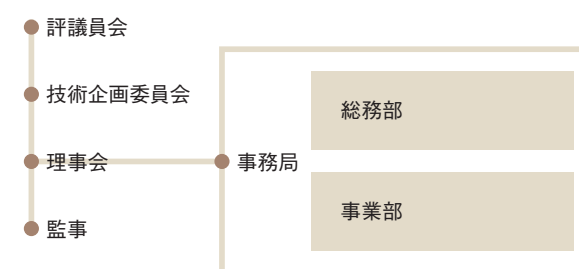 評議員会
技術企画委員会
理事会
監事
事務局
総務部
事業部